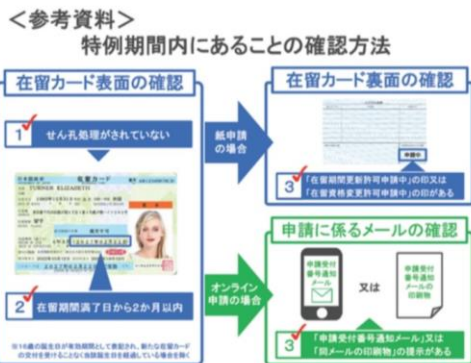 ＜参考資料＞
特例期間内にあることの確認方法
在留カード表面の確認
1 せん孔処理がされていない
在留カード
TURNER ELIZABETH
2 在留期間満了日から2か月以内
※16歳の誕生日が有効期間として表記され、新たな在留カード
の交付を受けることなく当該誕生日を経過している場合を除く
紙申請
の場合
在留カード裏面の確認
申請中
3 「在留期間更新許可申請中」の印又は
「在留資格変更許可申請中」の印がある
オンライン
申請の場合
申請に係るメールの確認
申請受付
番号通知
メール
又は
申請受付
番号通知
メールの
印刷物
3 「申請受付番号通知メール」又は
「同メールの印刷物」の提示がある